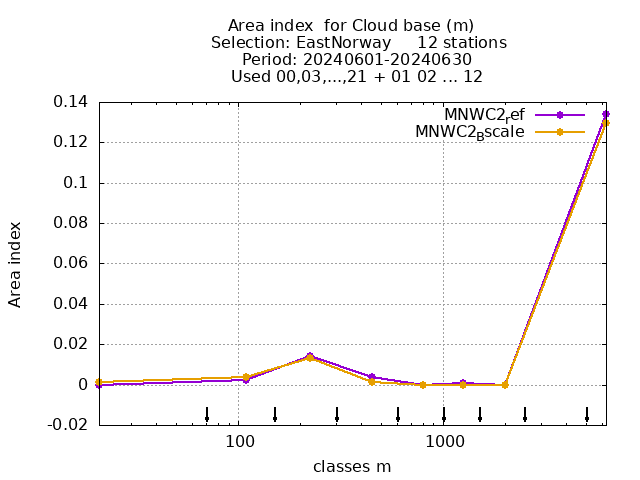 Area index  for Cloud base (m)
Selection: EastNorway     12 stations
Period: 20240601-20240630
Used 00,03,...,21 + 01 02 ... 12
0.14
MNWC2ref
MNWC2Bscale
0.12
0.1
0.08
0.06
0.04
0.02
0
-0.02
Area index
100
1000
classes m